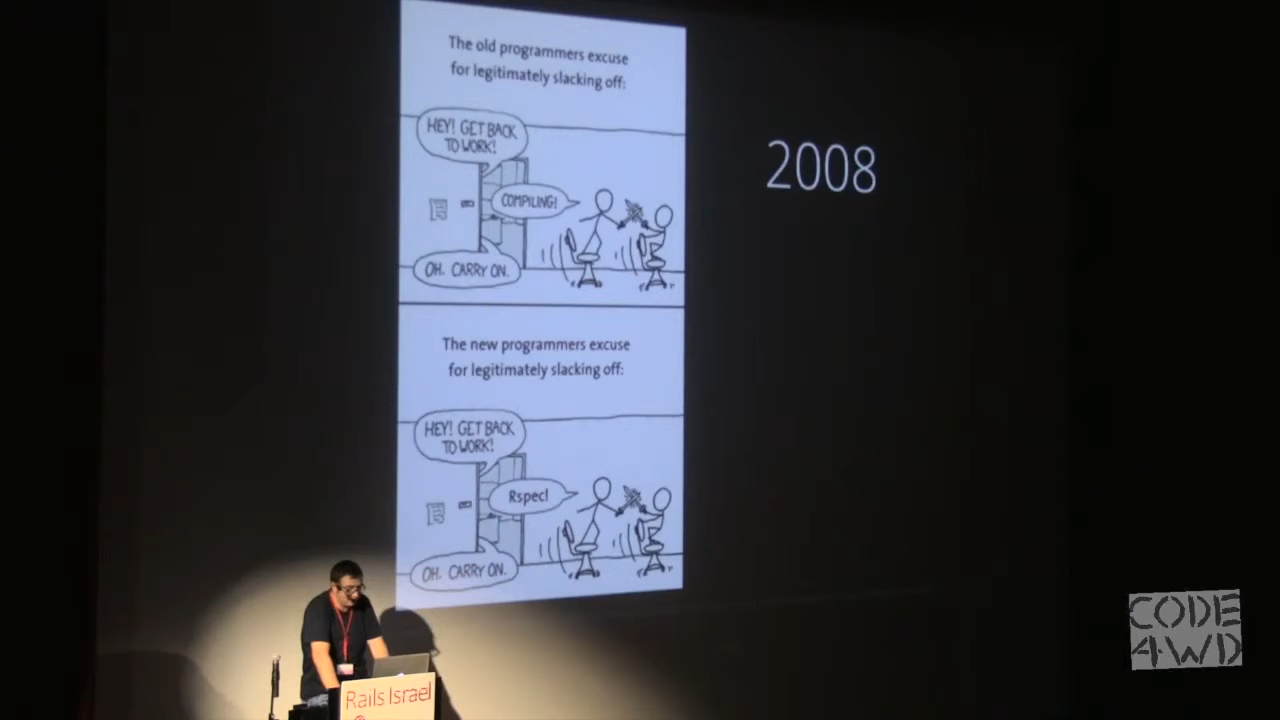 The old programmers excuse
for legitimately slacking off:
HEY! GET BACK
TO WORK!
COMPILING!
OH. CARRY ON.
2008
The new programmers excuse
for legitimately slacking off:
HEY! GET BACK
TO WORK!
Rspec!
OH. CARRY ON.
Rails Israel
CODE
4WD